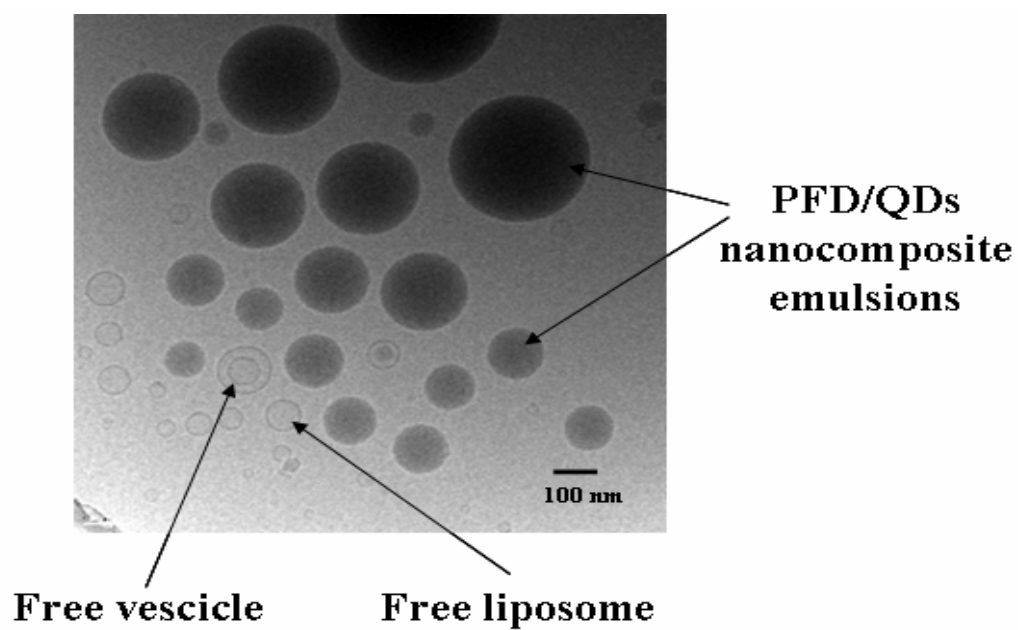 PFD/QDs
nanocomposite
emulsions
100 nm
Free vescicle
Free liposome